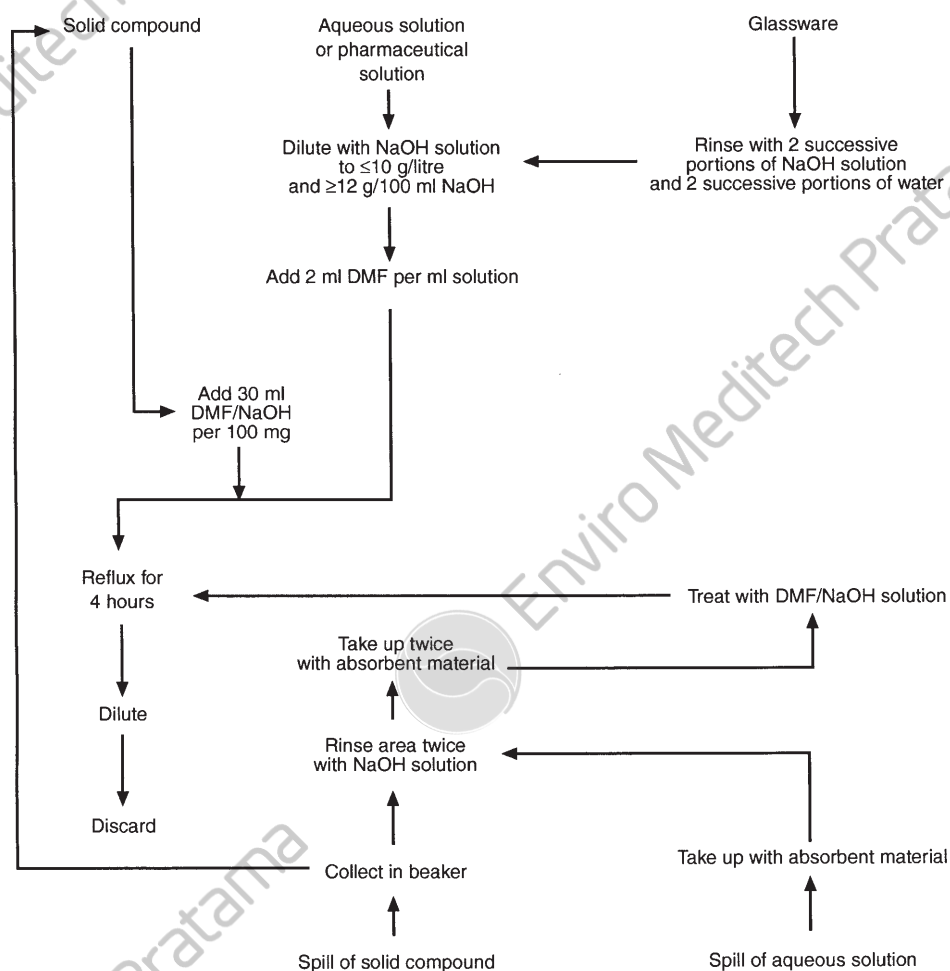 Solid compound
Aqueous solution
or pharmaceutical
solution
Glassware
Dilute with NaOH solution
to ≤10 g/litre
and ≥12 g/100 ml NaOH
Rinse with 2 successive
portions of NaOH solution
and 2 successive portions of water
Add 2 ml DMF per ml solution
Add 30 ml
DMF/NaOH
per 100 mg
Reflux for
4 hours
Treat with DMF/NaOH solution
Take up twice
with absorbent material
Dilute
Rinse area twice
with NaOH solution
Discard
Collect in beaker
Take up with absorbent material
Spill of solid compound
Spill of aqueous solution
Enviro Meditech Prata
ditech
Pratama